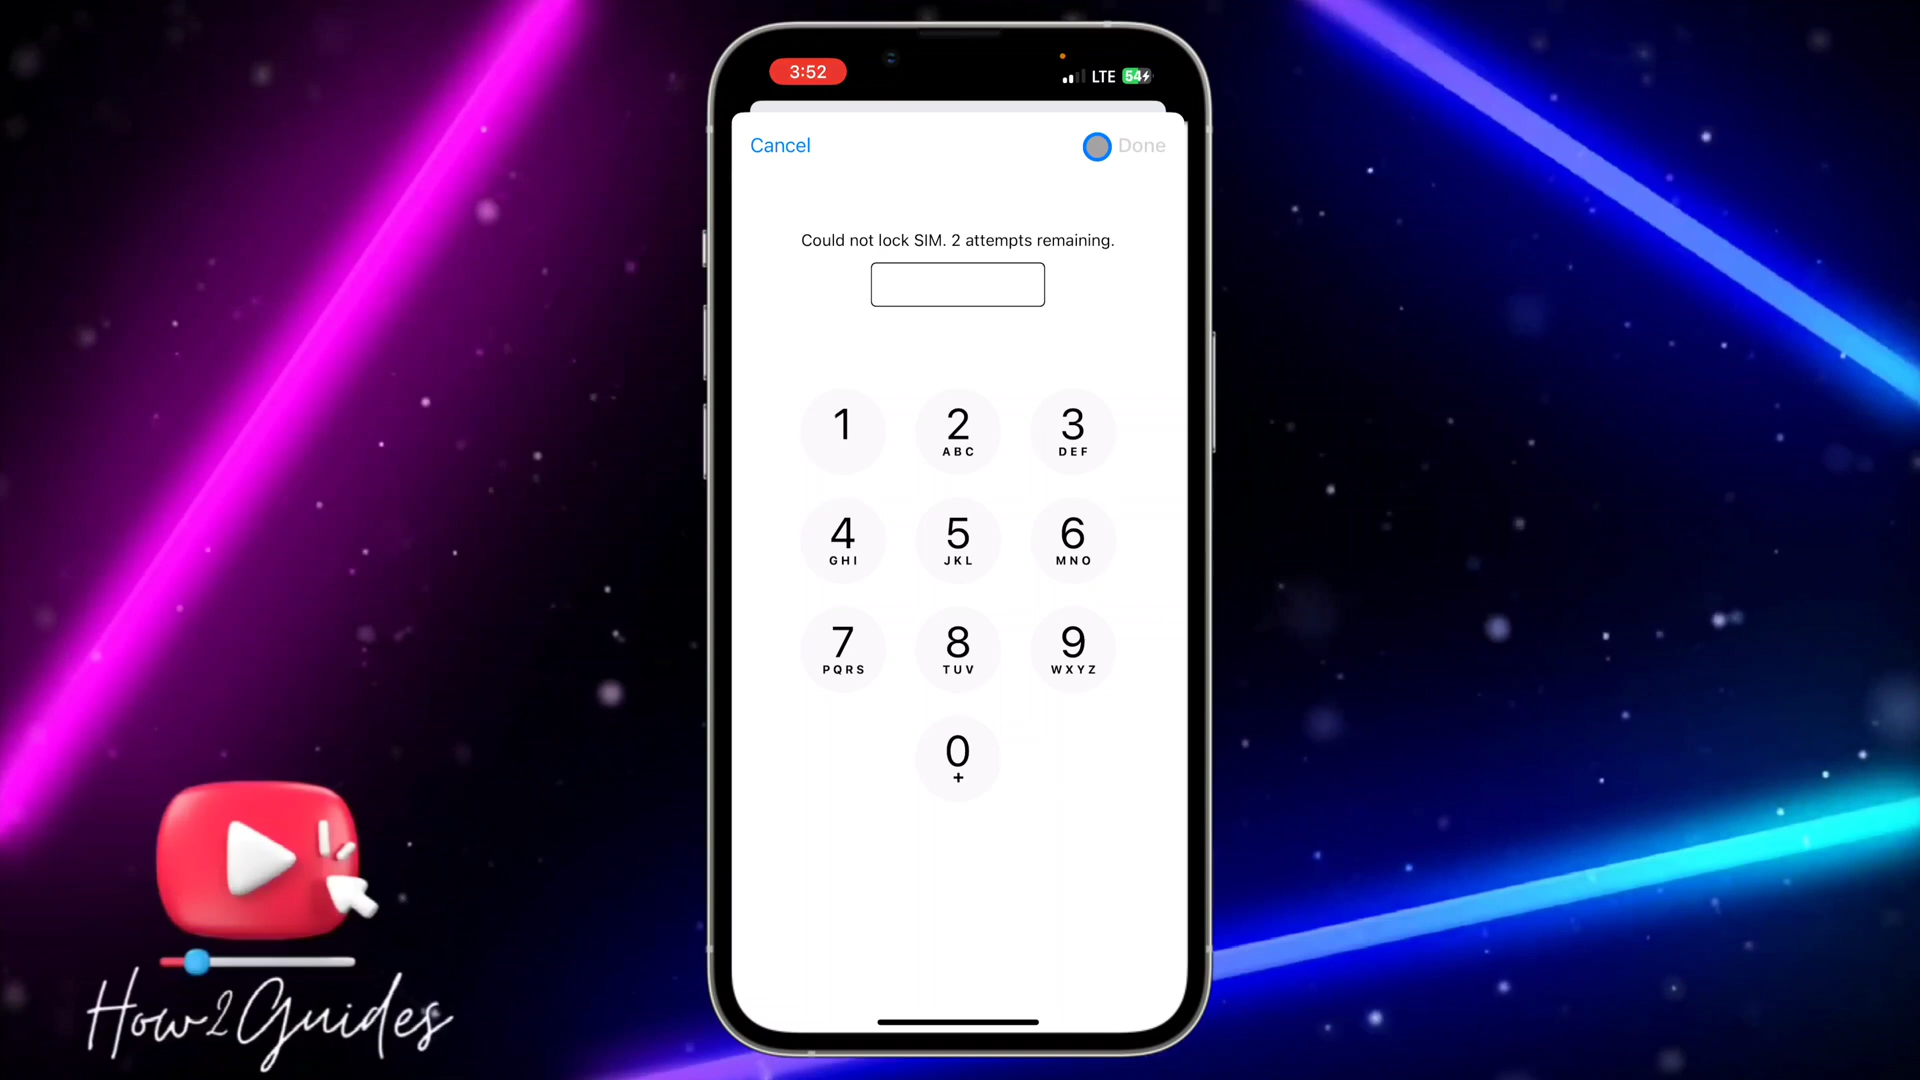 3:52
LTE 54
Cancel
Done
Could not lock SIM. 2 attempts remaining.
1
2
3
ABC
DEF
4
5
6
GHI
JKL
MNO
7
8
9
PQRS
TUV
WXYZ
0
+
How2Guides